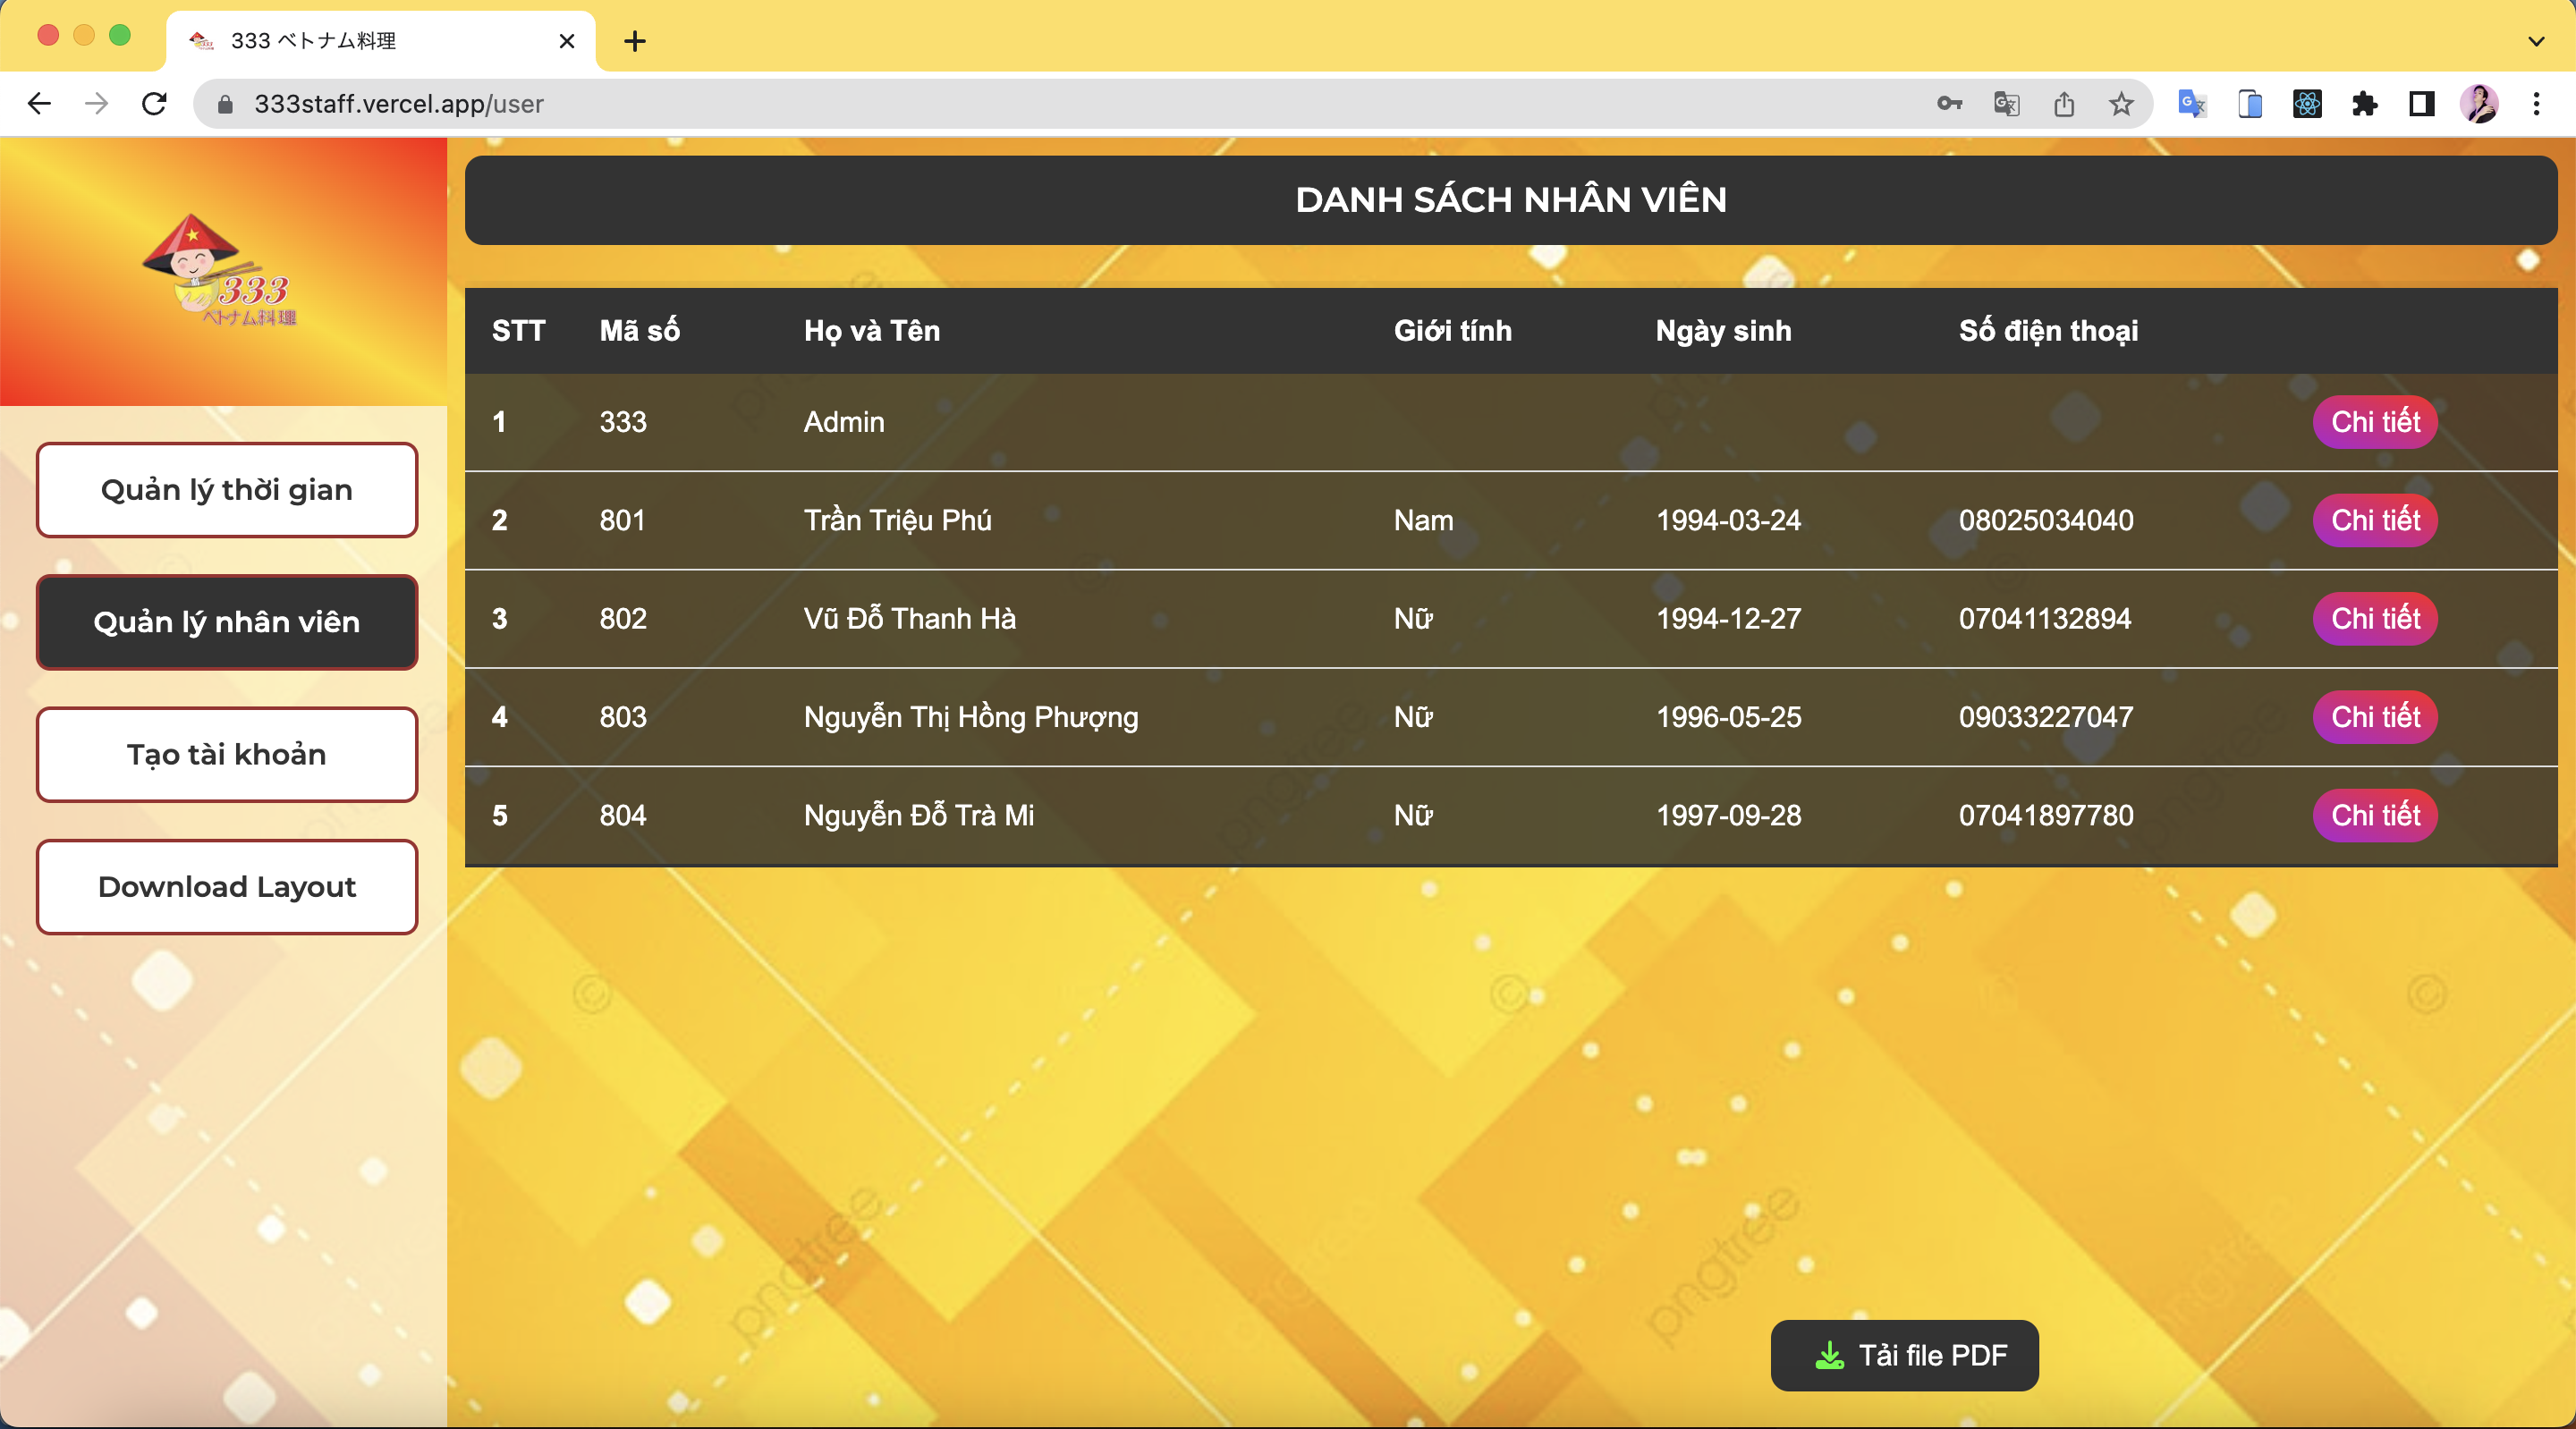 333 ベトナム料理
333staff.vercel.app/user
333
ベトナム料理
Quản lý thời gian
Quản lý nhân viên
Tạo tài khoản
Download Layout
DANH SÁCH NHÂN VIÊN
STT Mã số Họ và Tên Giới tính Ngày sinh Số điện thoại
1 333 Admin Chi tiết
2 801 Trần Triệu Phú Nam 1994-03-24 08025034040 Chi tiết
3 802 Vũ Đỗ Thanh Hà Nữ 1994-12-27 07041132894 Chi tiết
4 803 Nguyễn Thị Hồng Phượng Nữ 1996-05-25 09033227047 Chi tiết
5 804 Nguyễn Đỗ Trà Mi Nữ 1997-09-28 07041897780 Chi tiết
pngtree
pngtree
Tải file PDF